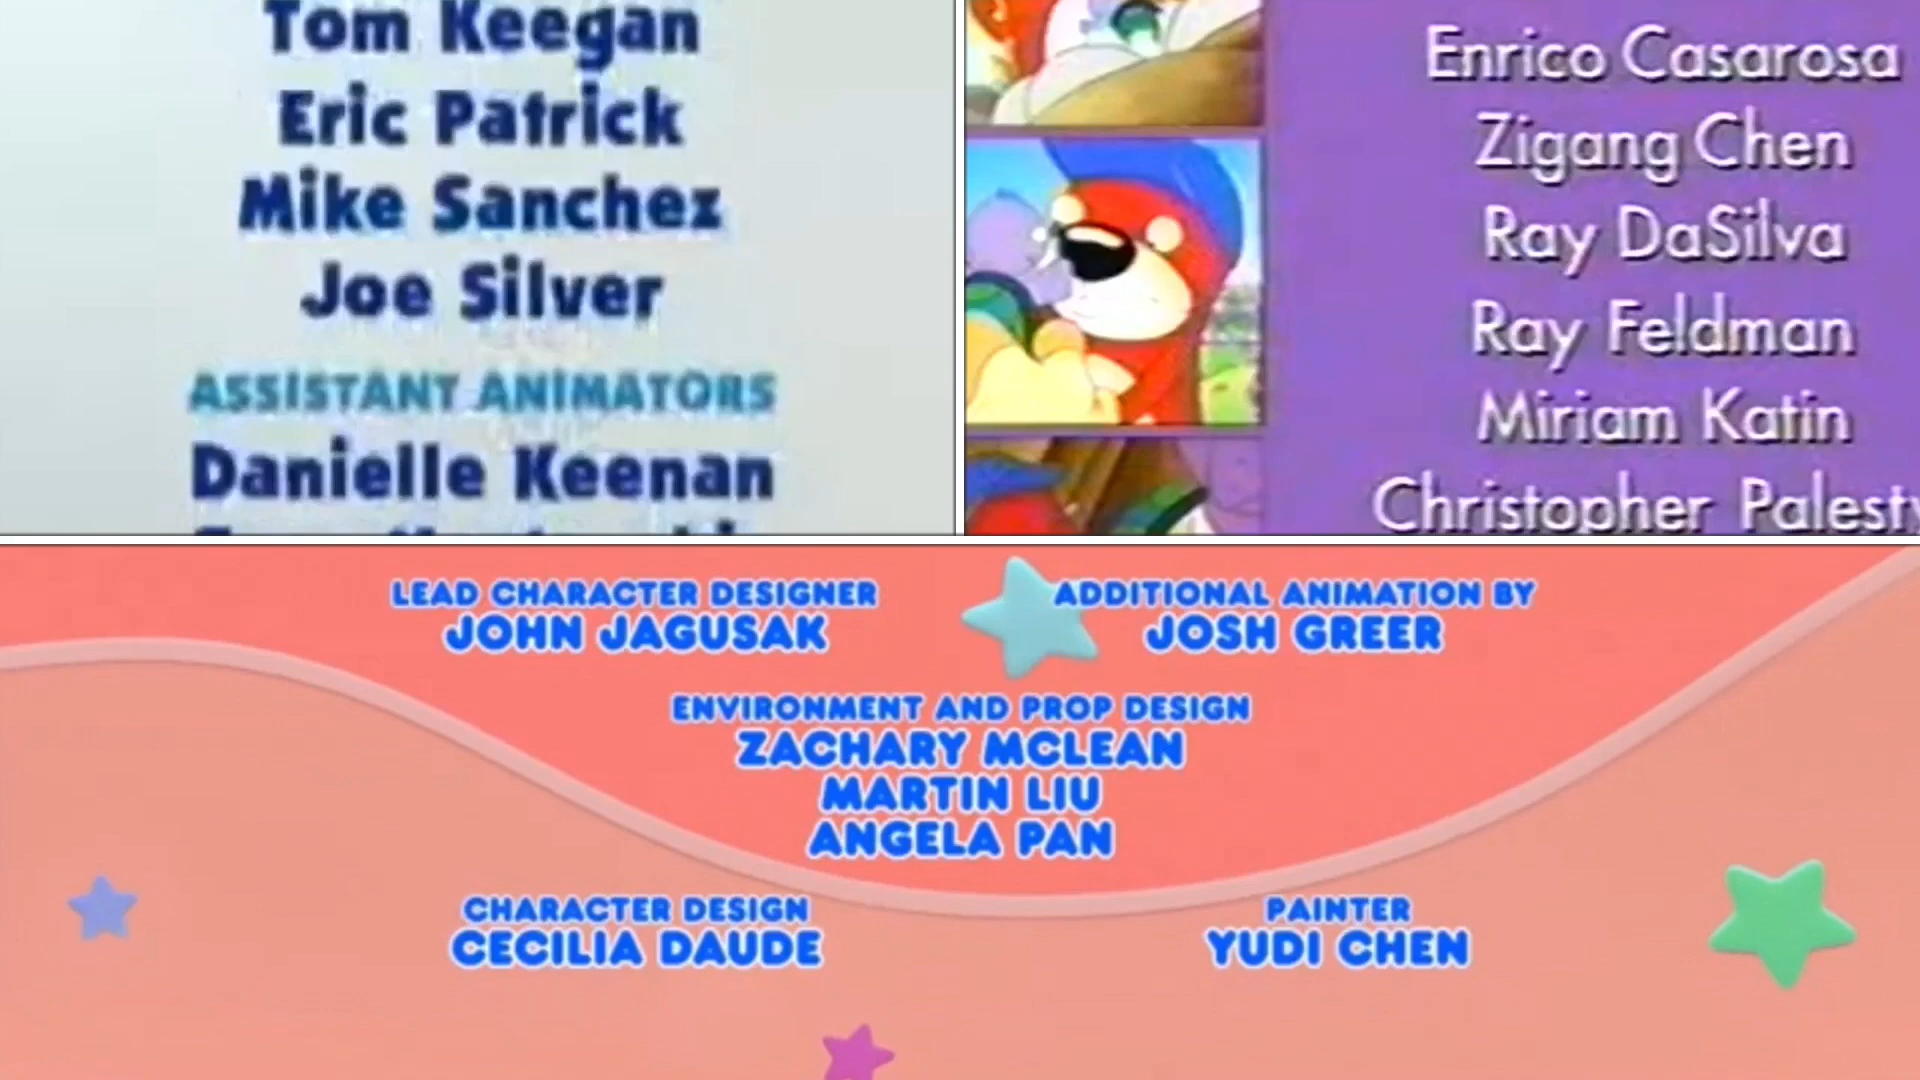 Tom Keegan
Eric Patrick
Mike Sanchez
Joe Silver
ASSISTANT ANIMATORS
Danielle Keenan
Enrico Casarosa
Zigang Chen
Ray DaSilva
Ray Feldman
Miriam Katin
Christopher Palesty
LEAD CHARACTER DESIGNER
JOHN JAGUSAK
ADDITIONAL ANIMATION BY
JOSH GREER
ENVIRONMENT AND PROP DESIGN
ZACHARY MCLEAN
MARTIN LIU
ANGELA PAN
CHARACTER DESIGN
CECILIA DAUDE
PAINTER
YUDI CHEN